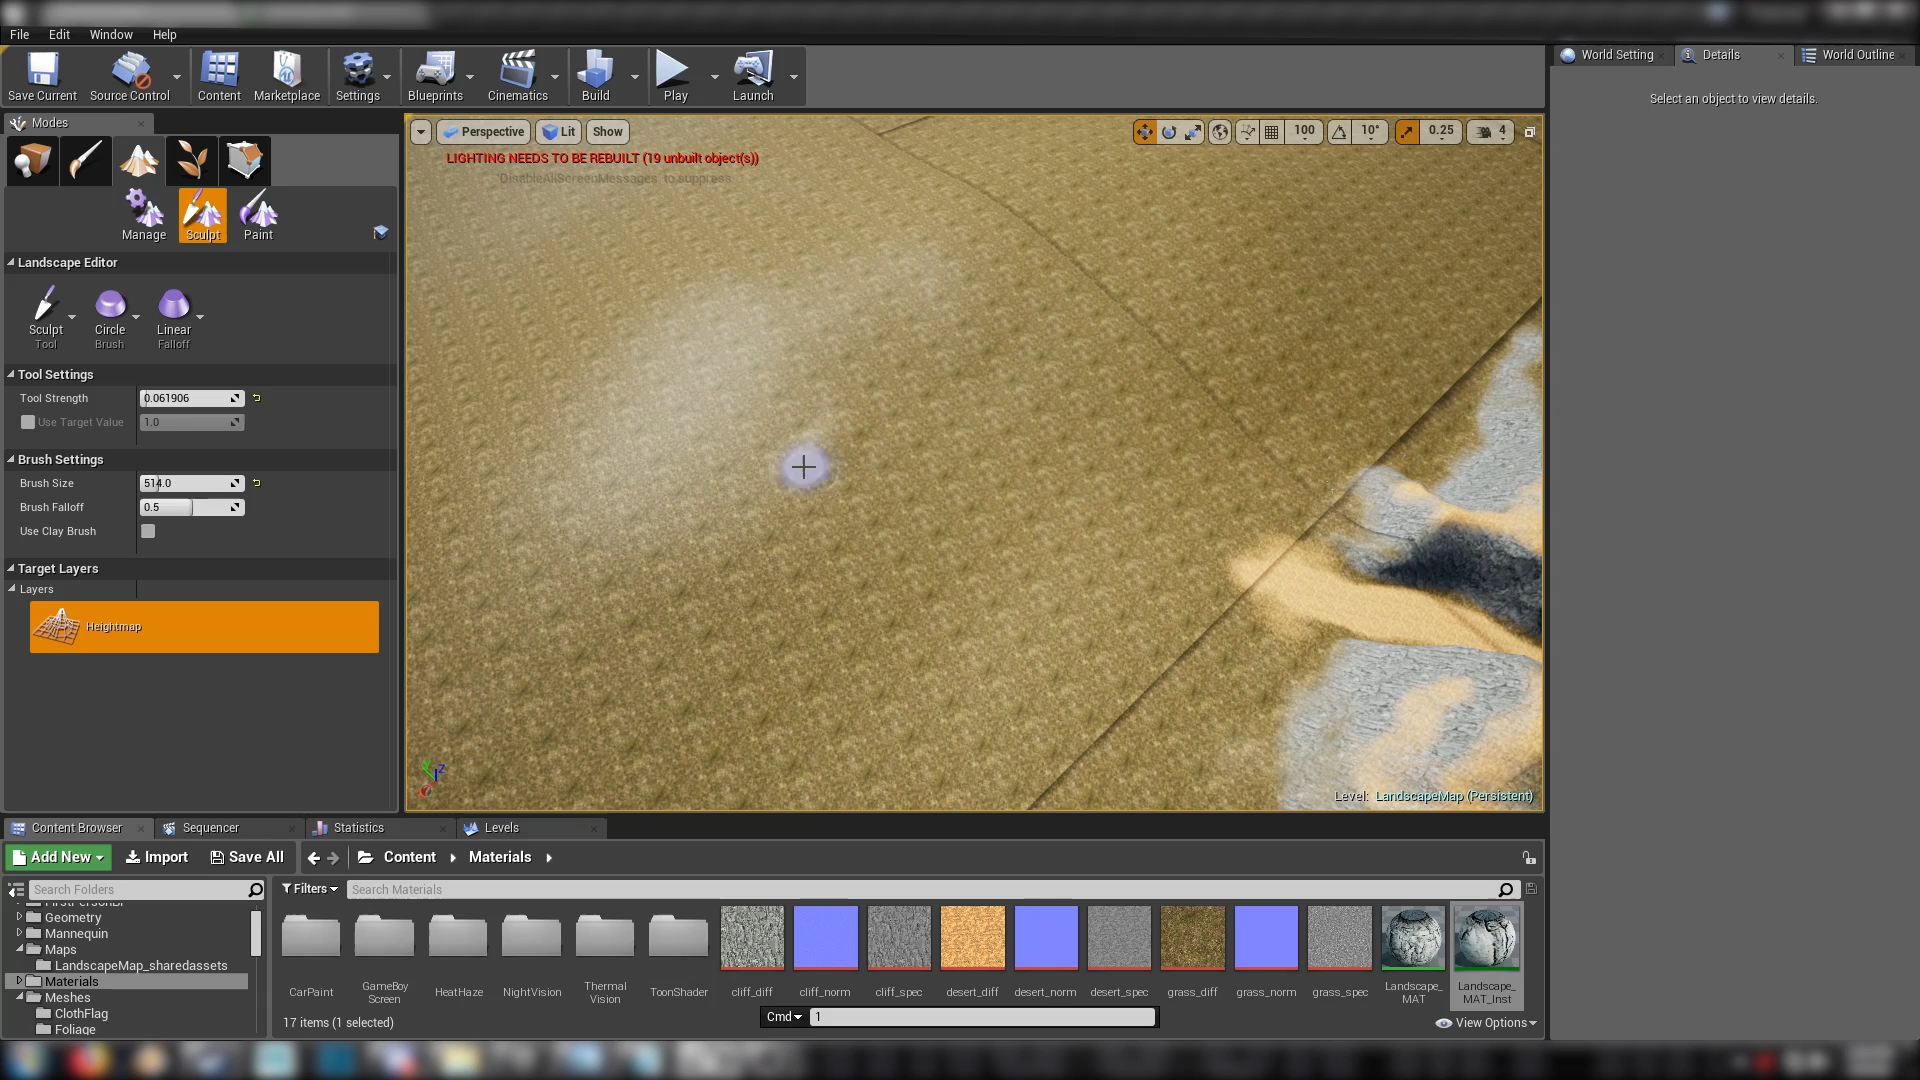 File Edit Window Help
Save Current Source Control Content Marketplace Settings Blueprints Cinematics Build Play Launch
World Setting Details World Outline
Select an object to view details.
Modes
Manage Sculpt Paint
Landscape Editor
Sculpt Circle Linear
Tool Brush Falloff
Tool Settings
Tool Strength 0.061906
Use Target Value 1.0
Brush Settings
Brush Size 514.0
Brush Falloff 0.5
Use Clay Brush
Target Layers
Layers
Heightmap
Perspective Lit Show 100 10° 0.25 4
LIGHTING NEEDS TO BE REBUILT (19 unbuilt object(s))
'DisableAllScreenMessages' to suppress
Z
Level: LandscapeMap (Persistent)
Content Browser Sequencer Statistics Levels
Add New Import Save All Content Materials
Search Folders Filters Search Materials
Geometry
Mannequin
Maps
LandscapeMap_sharedassets
Materials
Meshes
ClothFlag
Foliage
CarPaint GameBoy Screen HeatHaze NightVision Thermal Vision ToonShader cliff_diff cliff_norm cliff_spec desert_diff desert_norm desert_spec grass_diff grass_norm grass_spec Landscape_MAT Landscape_MAT_Inst
17 items (1 selected) Cmd 1 View Options